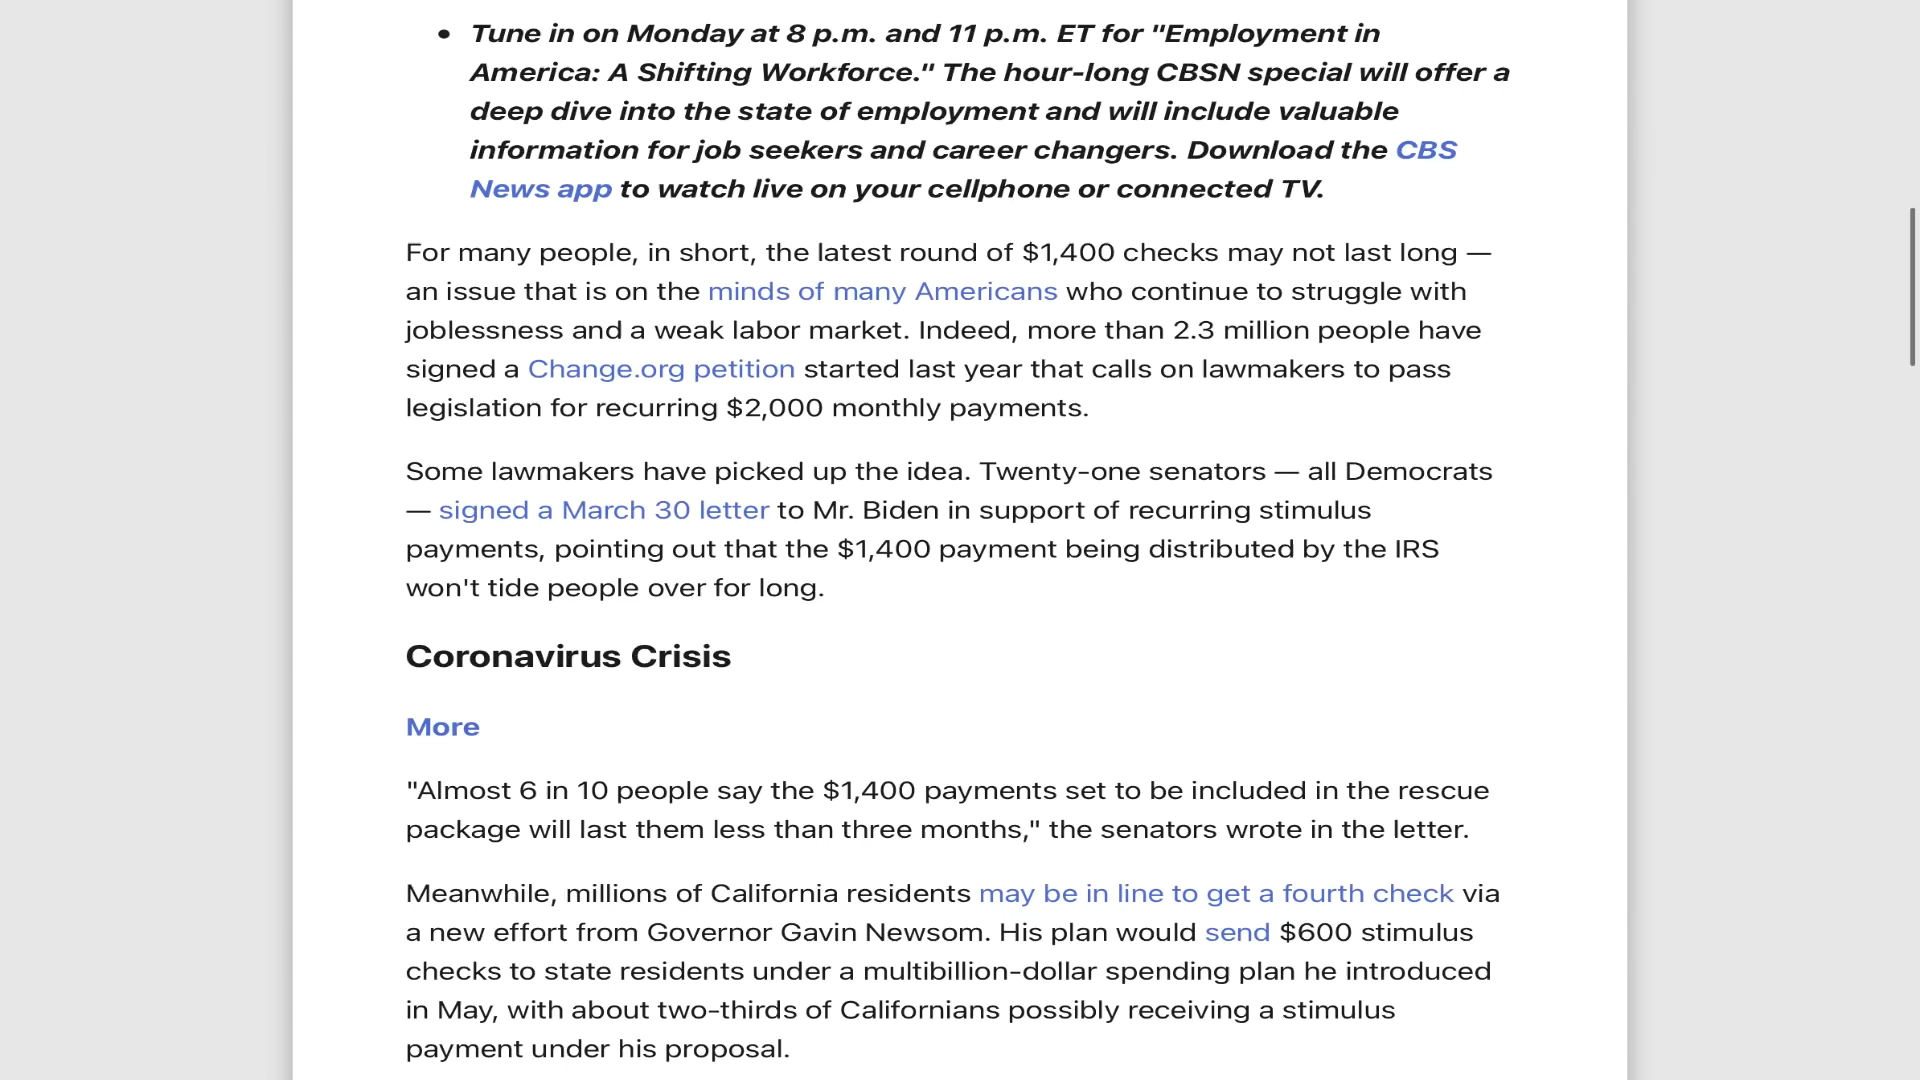 • Tune in on Monday at 8 p.m. and 11 p.m. ET for "Employment in
America: A Shifting Workforce." The hour-long CBSN special will offer a
deep dive into the state of employment and will include valuable
information for job seekers and career changers. Download the CBS
News app to watch live on your cellphone or connected TV.
For many people, in short, the latest round of $1,400 checks may not last long —
an issue that is on the minds of many Americans who continue to struggle with
joblessness and a weak labor market. Indeed, more than 2.3 million people have
signed a Change.org petition started last year that calls on lawmakers to pass
legislation for recurring $2,000 monthly payments.
Some lawmakers have picked up the idea. Twenty-one senators — all Democrats
— signed a March 30 letter to Mr. Biden in support of recurring stimulus
payments, pointing out that the $1,400 payment being distributed by the IRS
won't tide people over for long.
Coronavirus Crisis
More
"Almost 6 in 10 people say the $1,400 payments set to be included in the rescue
package will last them less than three months," the senators wrote in the letter.
Meanwhile, millions of California residents may be in line to get a fourth check via
a new effort from Governor Gavin Newsom. His plan would send $600 stimulus
checks to state residents under a multibillion-dollar spending plan he introduced
in May, with about two-thirds of Californians possibly receiving a stimulus
payment under his proposal.